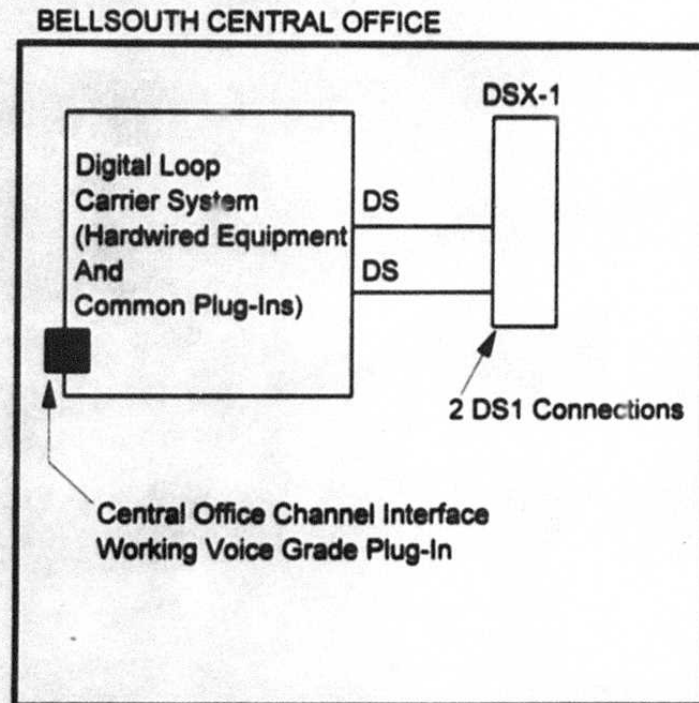 BELLSOUTH CENTRAL OFFICE
DSX-1
Digital Loop
Carrier System
(Hardwired Equipment
And
Common Plug-Ins)
DS
DS
2 DS1 Connections
Central Office Channel Interface
Working Voice Grade Plug-In